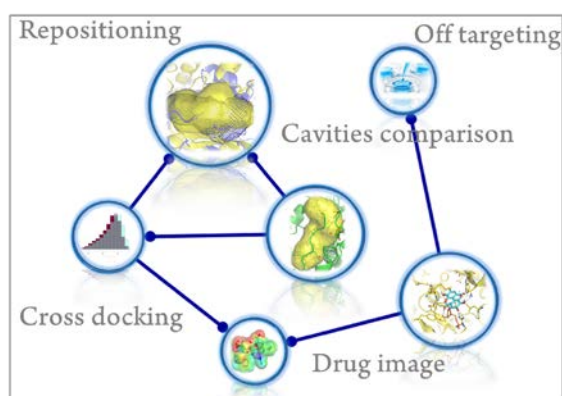 Repositioning
Off targeting
Cavities comparison
Cross docking
Drug image